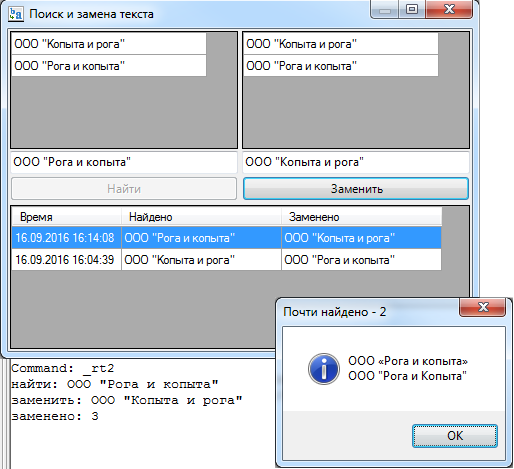 Поиск и замена текста
ООО "Копыта и рога"
ООО "Рога и копыта"
ООО "Копыта и рога"
ООО "Рога и копыта"
ООО "Рога и копыта"
ООО "Копыта и рога"
Найти
Заменить
Время Найдено Заменено
16.09.2016 16:14:08 ООО "Рога и копыта" ООО "Копыта и рога"
16.09.2016 16:04:39 ООО "Копыта и рога" ООО "Рога и копыта"
Почти найдено - 2
ООО «Рога и копыта»
ООО "Рога и Копыта"
OK
Command: _rt2
найти: ООО "Рога и копыта"
заменить: ООО "Копыта и рога"
заменено: 3